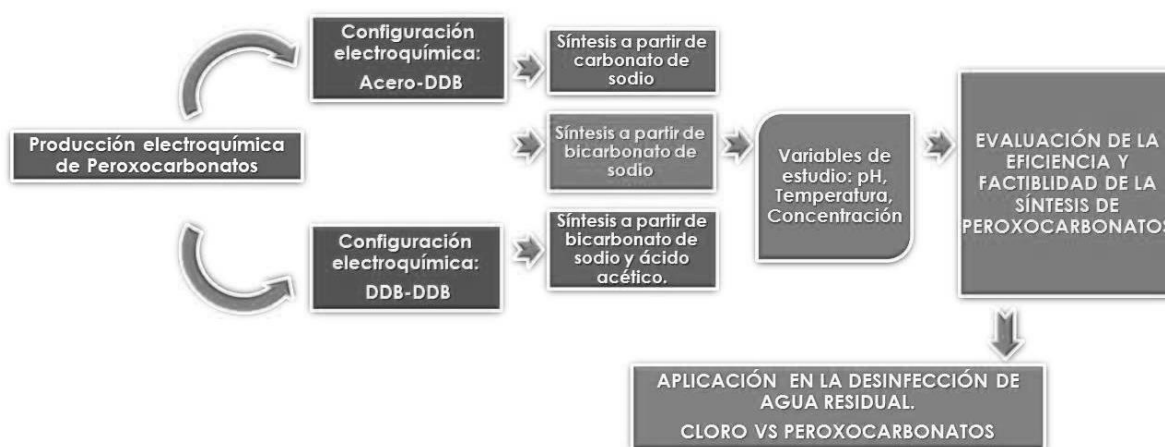 Producción electroquímica
de Peroxocarbonatos
Configuración
electroquímica:
Acero-DDB
Configuración
electroquímica:
DDB-DDB
Síntesis a partir de
carbonato de
sodio
Síntesis a partir de
bicarbonato de
sodio
Síntesis a partir de
bicarbonato de
sodio y ácido
acético.
Variables de
estudio: pH,
Temperatura,
Concentración
EVALUACIÓN DE LA
EFICIENCIA Y
FACTIBLIDAD DE LA
SÍNTESIS DE
PEROXOCARBONATOS
APLICACIÓN EN LA DESINFECCIÓN DE
AGUA RESIDUAL.
CLORO VS PEROXOCARBONATOS